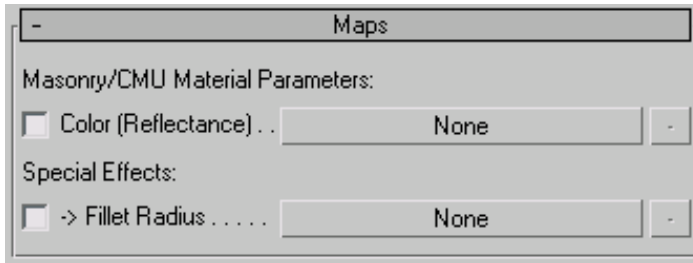 - Maps
Masonry/CMU Material Parameters:
Color (Reflectance) . . None -
Special Effects:
-> Fillet Radius . . . . . None -